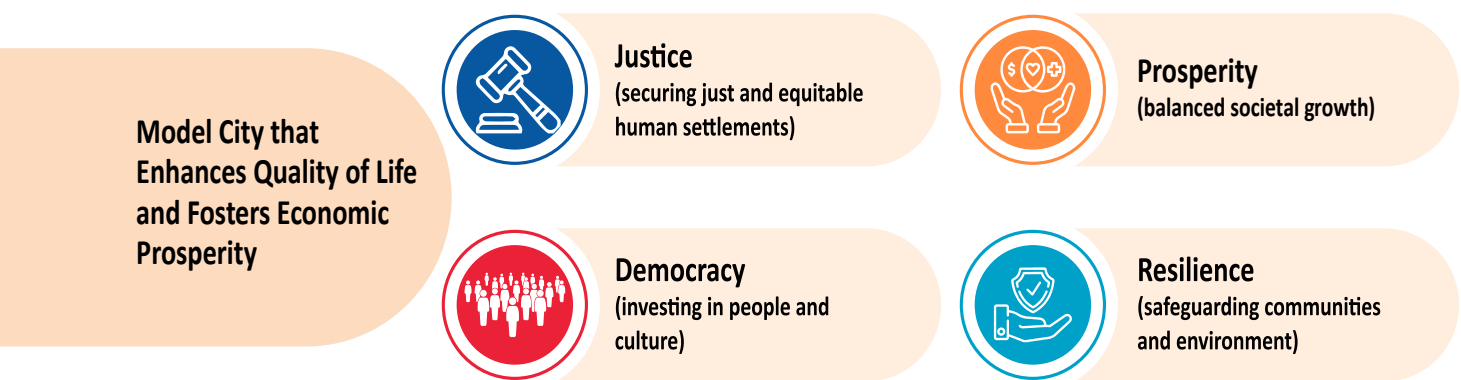 Model City that
Enhances Quality of Life
and Fosters Economic
Prosperity
Justice
(securing just and equitable
human settlements)
Prosperity
(balanced societal growth)
Democracy
(investing in people and
culture)
Resilience
(safeguarding communities
and environment)
$